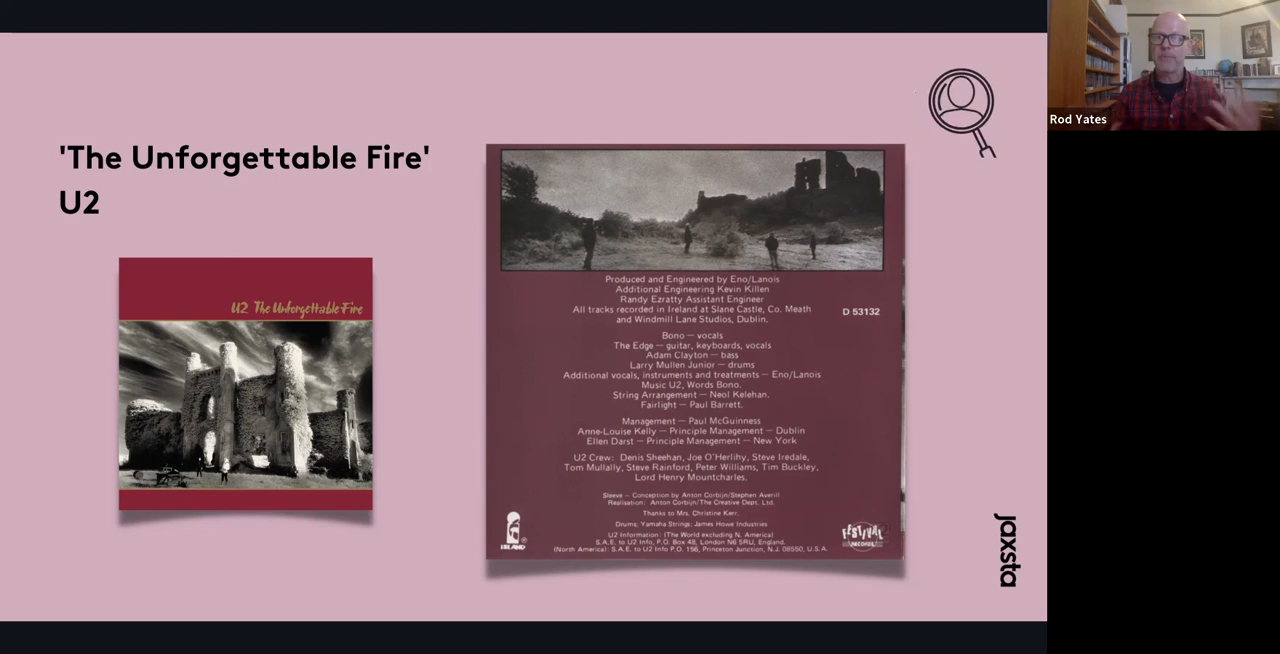 'The Unforgettable Fire'
U2
U2 The Unforgettable Fire
Produced and Engineered by Eno/Lanois
Additional Engineering Kevin Killen
Randy Ezratty Assistant Engineer
All tracks recorded in Ireland at Slane Castle, Co. Meath
and Windmill Lane Studios, Dublin.
D 53132
Bono — vocals
The Edge — guitar, keyboards, vocals
Adam Clayton — bass
Larry Mullen Junior — drums
Additional vocals, instruments and treatments — Eno/Lanois
Music U2, Words Bono.
String Arrangement — Neol Kelehan.
Fairlight — Paul Barrett.
Management — Paul McGuinness
Anne-Louise Kelly — Principle Management — Dublin
Ellen Darst — Principle Management — New York
U2 Crew: Denis Sheehan, Joe O'Herlihy, Steve Iredale,
Tom Mullally, Steve Rainford, Peter Williams, Tim Buckley,
Lord Henry Mountcharles.
Sleeve — Conception by Anton Corbijn/Stephen Averill
Realisation: Anton Corbijn/The Creative Dept. Ltd.
Thanks to Mrs. Christine Kerr.
Drums; Yamaha Strings; James Howe Industries
U2 Information: (The World excluding N. America)
S.A.E. to U2 Info, P.O. Box 48, London N6 5RU, England.
(North America): S.A.E. to U2 Info P.O. 156, Princeton Junction, N.J. 08550, U.S.A.
ISLAND
FESTIVAL
RECORDS
jaxsta
Rod Yates